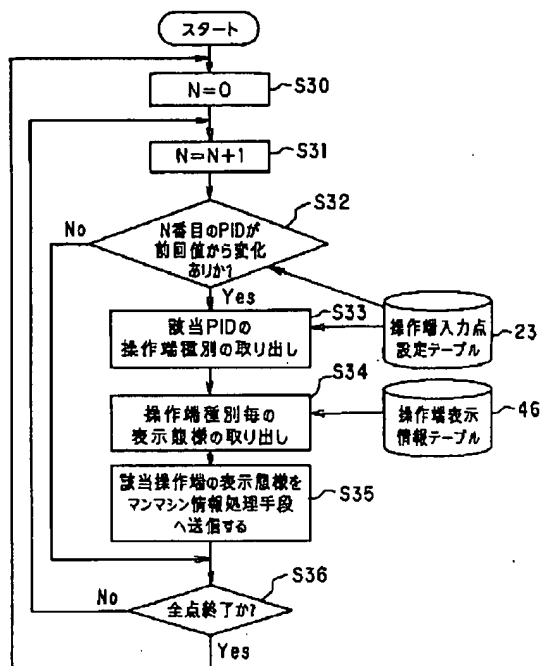 スタート
N=0
S30
N=N+1
S31
S32
N番目のPIDが
前回値から変化
ありか?
No
Yes
S33
該当PIDの
操作端種別の取り出し
操作端入力点
設定テーブル
23
S34
操作端種別毎の
表示態様の取り出し
操作端表示
情報テーブル
46
該当操作端の表示態様を
マンマシン情報処理手段
へ送信する
S35
S36
全点終了か?
No
Yes